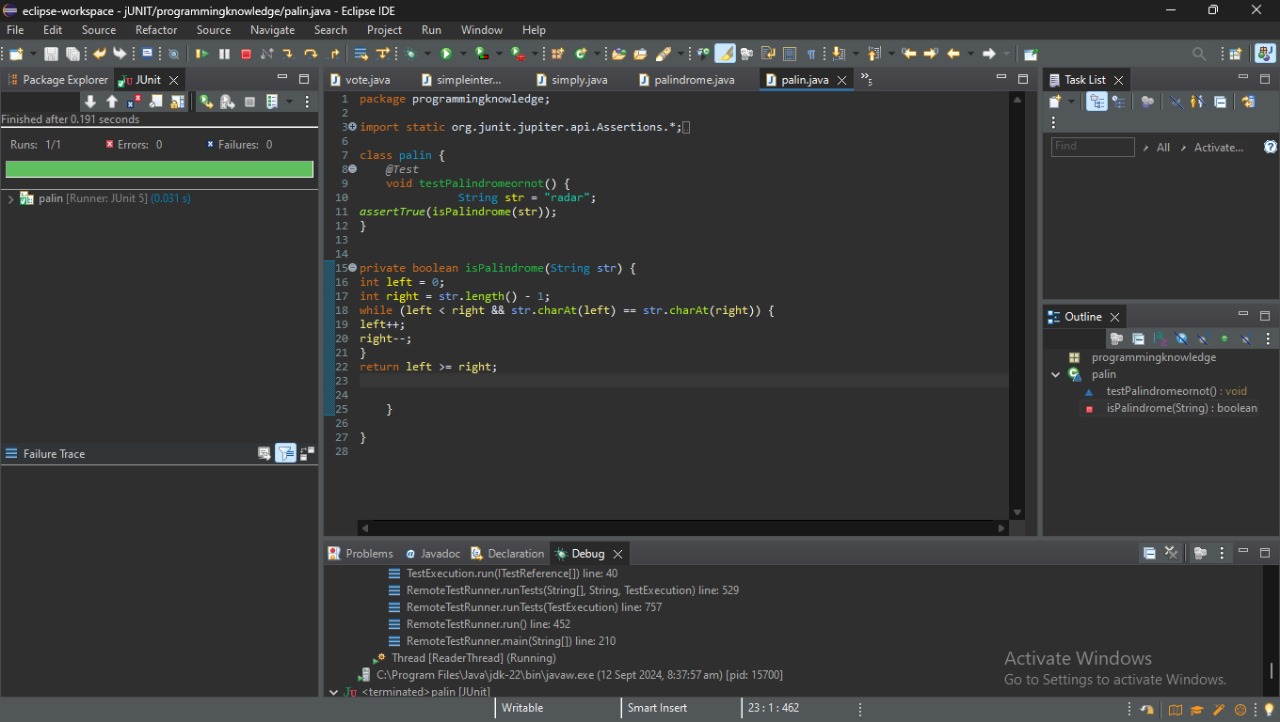 eclipse-workspace - jUNIT/programmingknowledge/palin.java - Eclipse IDE
File Edit Source Refactor Source Navigate Search Project Run Window Help
Package Explorer JUnit
Finished after 0.191 seconds
Runs: 1/1 Errors: 0 Failures: 0
palin [Runner: JUnit 5] (0.031 s)
Failure Trace
vote.java simpleinter... simply.java palindrome.java palin.java »5
1 package programmingknowledge;
2
3 import static org.junit.jupiter.api.Assertions.*;
6
7 class palin {
8 @Test
9 void testPalindromeornot() {
10 String str = "radar";
11 assertTrue(isPalindrome(str));
12 }
13
14
15 private boolean isPalindrome(String str) {
16 int left = 0;
17 int right = str.length() - 1;
18 while (left < right && str.charAt(left) == str.charAt(right)) {
19 left++;
20 right--;
21 }
22 return left >= right;
23
24
25 }
26
27 }
28
Task List
Find All Activate...
Outline
programmingknowledge
palin
testPalindromeornot() : void
isPalindrome(String) : boolean
Problems Javadoc Declaration Debug
TestExecution.run(ITestReference[]) line: 40
RemoteTestRunner.runTests(String[], String, TestExecution) line: 529
RemoteTestRunner.runTests(TestExecution) line: 757
RemoteTestRunner.run() line: 452
RemoteTestRunner.main(String[]) line: 210
Thread [ReaderThread] (Running)
C:\Program Files\Java\jdk-22\bin\javaw.exe (12 Sept 2024, 8:37:57 am) [pid: 15700]
<terminated>palin [JUnit]
Activate Windows
Go to Settings to activate Windows.
Writable Smart Insert 23 : 1 : 462